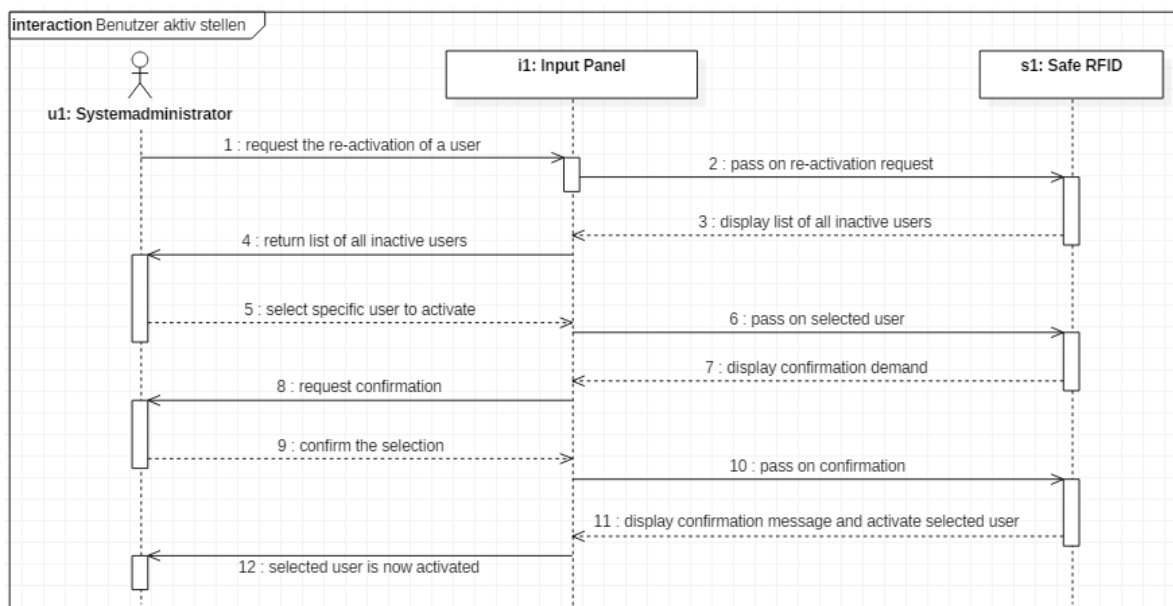 interaction Benutzer aktiv stellen
u1: Systemadministrator
i1: Input Panel
s1: Safe RFID
1 : request the re-activation of a user
2 : pass on re-activation request
3 : display list of all inactive users
4 : return list of all inactive users
5 : select specific user to activate
6 : pass on selected user
7 : display confirmation demand
8 : request confirmation
9 : confirm the selection
10 : pass on confirmation
11 : display confirmation message and activate selected user
12 : selected user is now activated